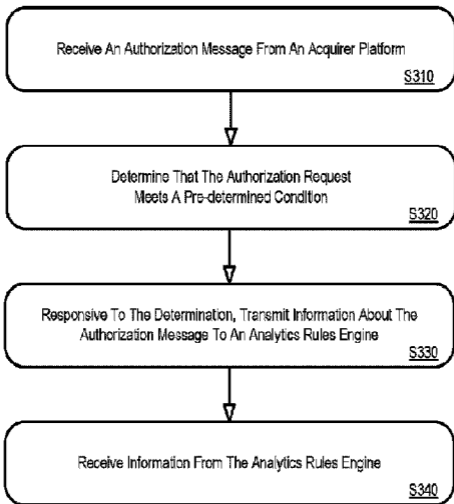 Receive An Authorization Message From An Acquirer Platform
S310
Determine That The Authorization Request
Meets A Pre-determined Condition
S320
Responsive To The Determination, Transmit Information About The
Authorization Message To An Analytics Rules Engine
S330
Receive Information From The Analytics Rules Engine
S340